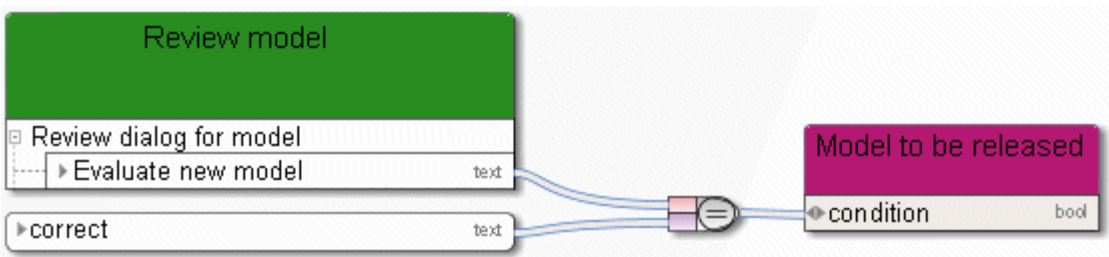 Review model
Review dialog for model
Evaluate new model text
correct text
=
Model to be released
condition bool